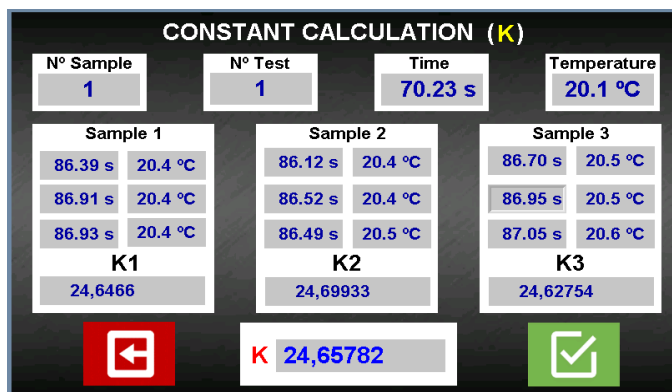 CONSTANT CALCULATION (K)
Nº Sample Nº Test Time Temperature
1 1 70.23 s 20.1 ºC
Sample 1 Sample 2 Sample 3
86.39 s 20.4 ºC 86.12 s 20.4 ºC 86.70 s 20.5 ºC
86.91 s 20.4 ºC 86.52 s 20.4 ºC 86.95 s 20.5 ºC
86.93 s 20.4 ºC 86.49 s 20.5 ºC 87.05 s 20.6 ºC
K1 K2 K3
24,6466 24,69933 24,62754
K 24,65782